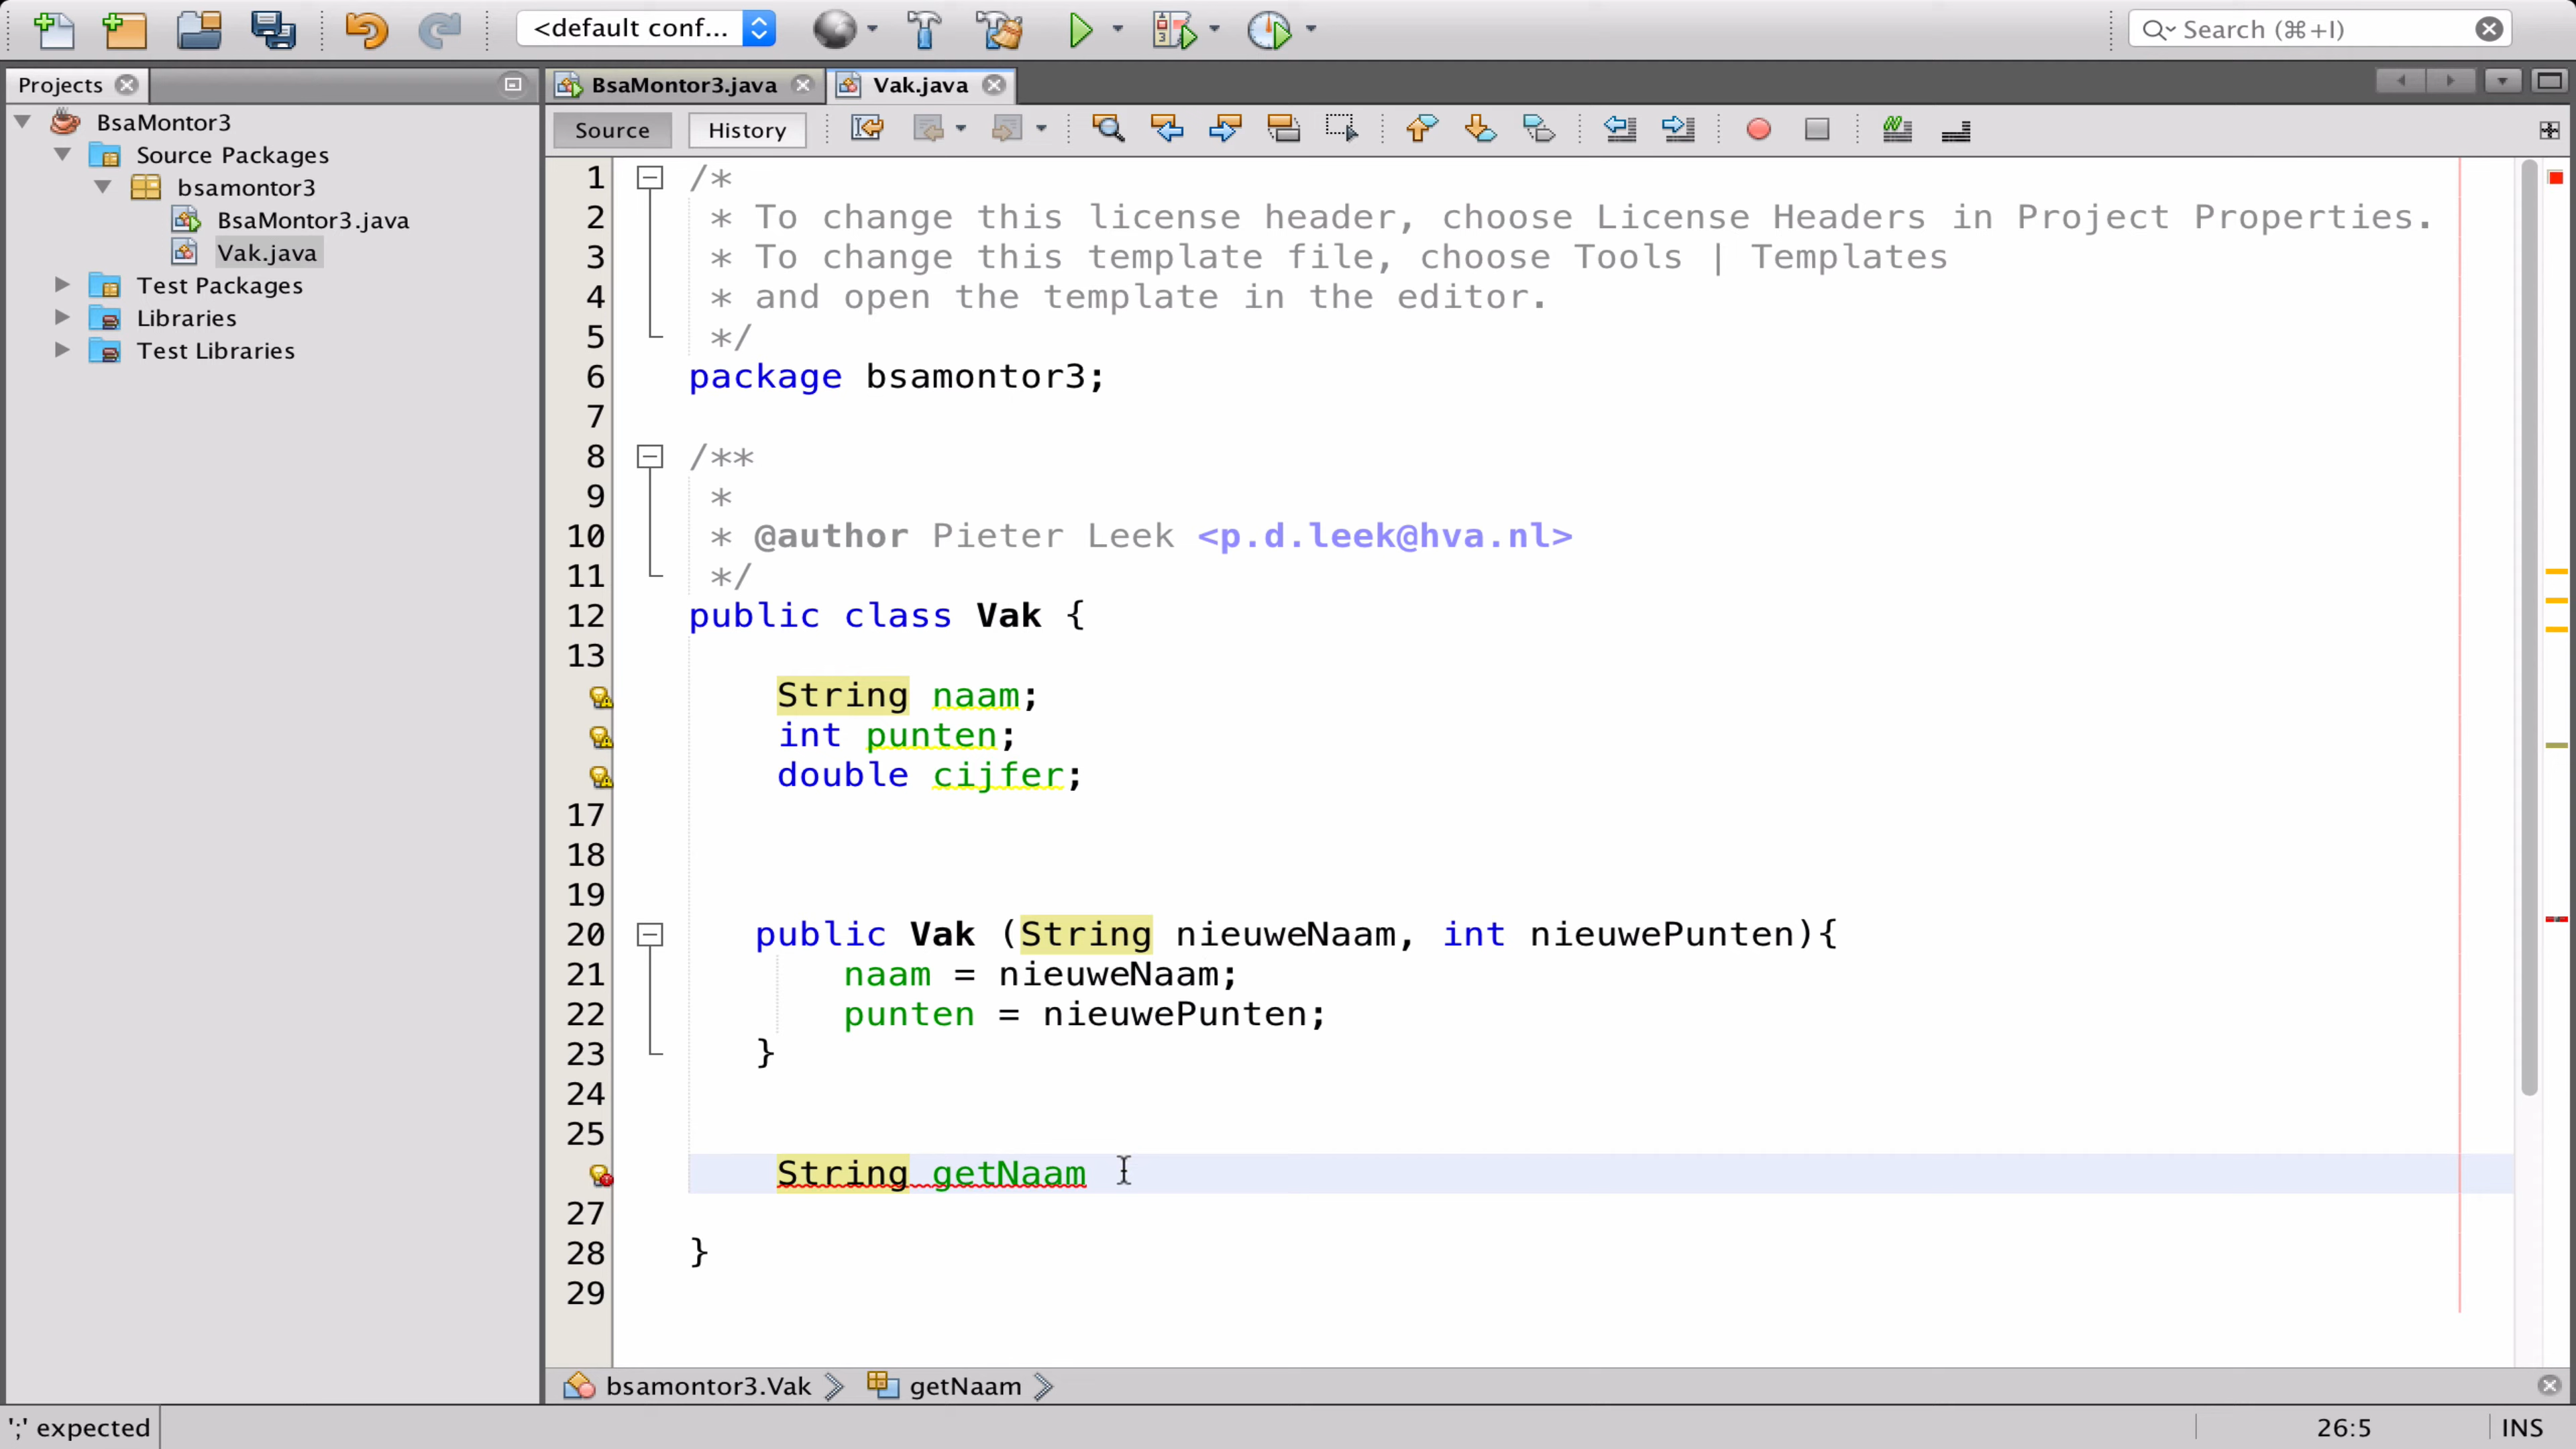 <default conf...
Search (⌘+I)
Projects
BsaMontor3.java
Vak.java
BsaMontor3
Source Packages
bsamontor3
BsaMontor3.java
Vak.java
Test Packages
Libraries
Test Libraries
Source
History
1 /*
2 * To change this license header, choose License Headers in Project Properties.
3 * To change this template file, choose Tools | Templates
4 * and open the template in the editor.
5 */
6 package bsamontor3;
7
8 /**
9 *
10 * @author Pieter Leek <p.d.leek@hva.nl>
11 */
12 public class Vak {
13
String naam;
int punten;
double cijfer;
17
18
19
20 public Vak (String nieuweNaam, int nieuwePunten){
21 naam = nieuweNaam;
22 punten = nieuwePunten;
23 }
24
25
String getNaam
27
28 }
29
bsamontor3.Vak
getNaam
';' expected
26:5
INS